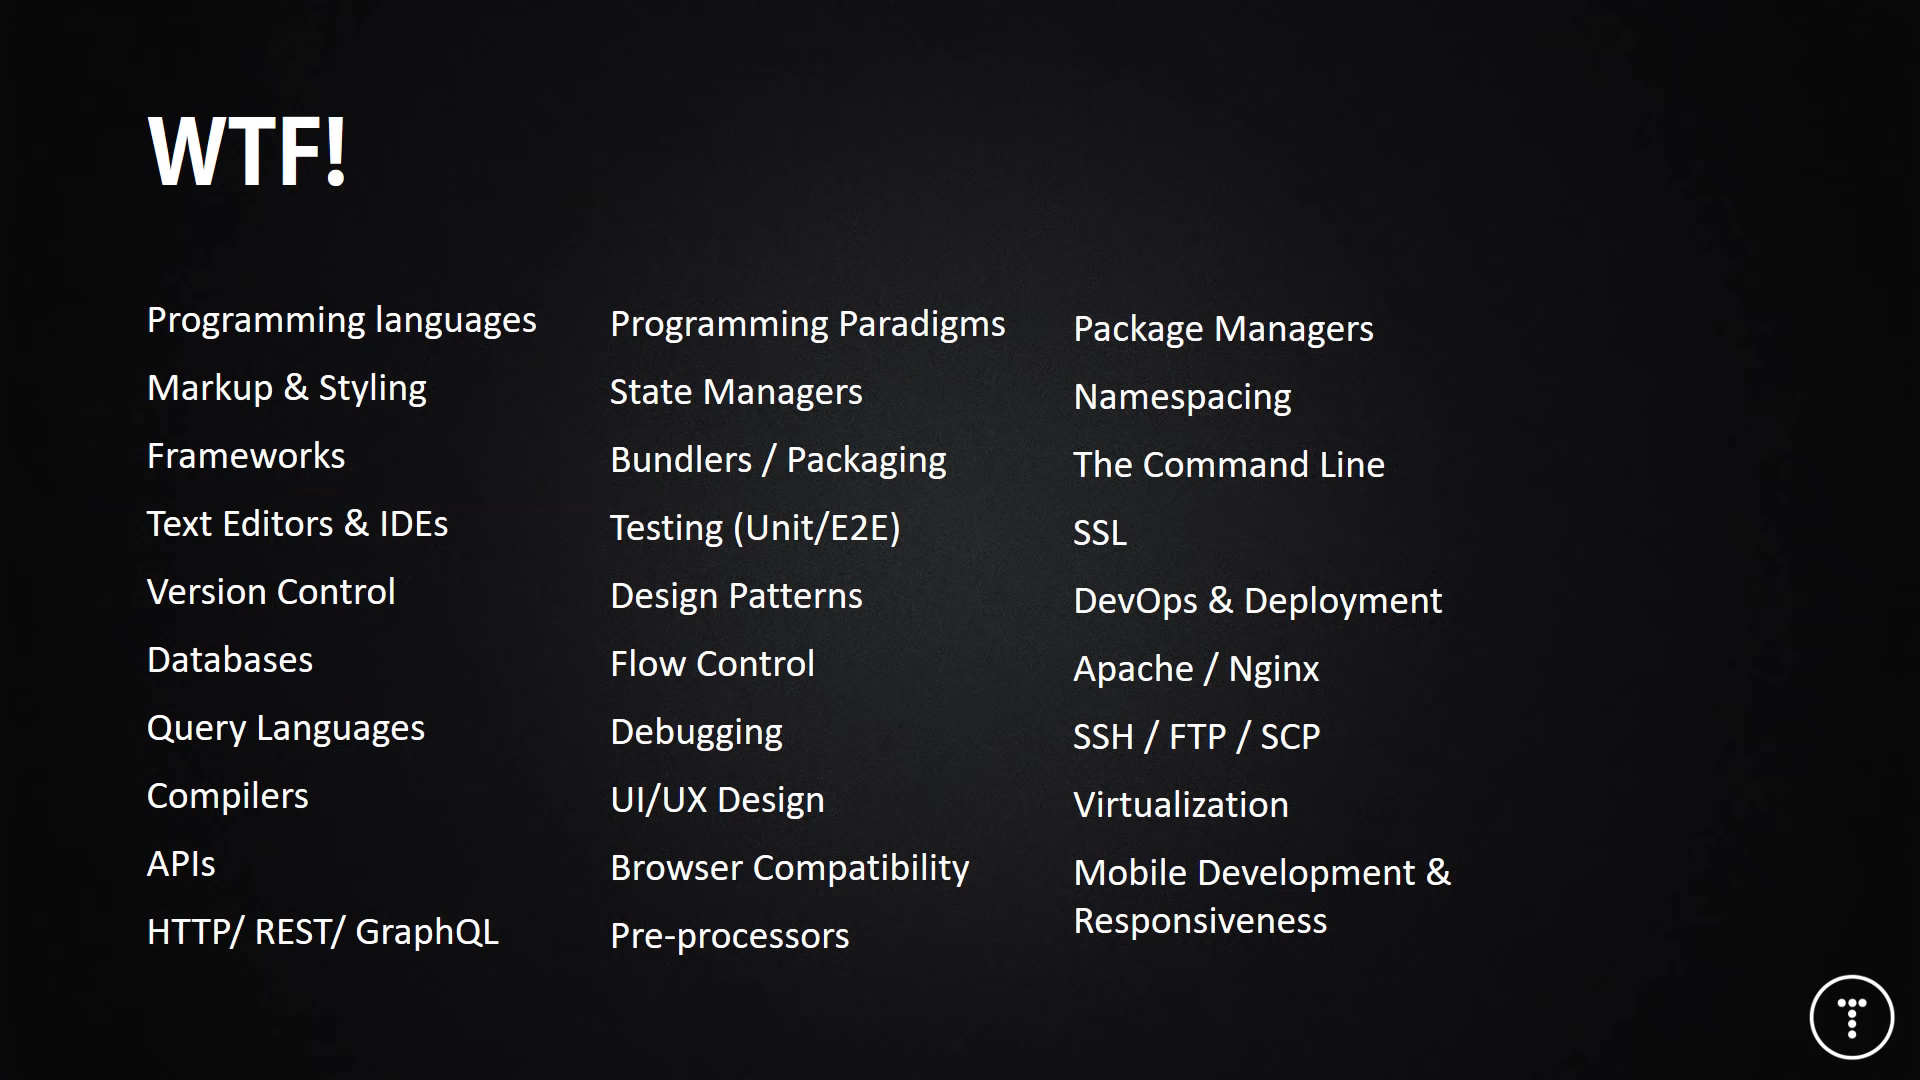 WTF!
Programming languages
Markup & Styling
Frameworks
Text Editors & IDEs
Version Control
Databases
Query Languages
Compilers
APIs
HTTP/ REST/ GraphQL
Programming Paradigms
State Managers
Bundlers / Packaging
Testing (Unit/E2E)
Design Patterns
Flow Control
Debugging
UI/UX Design
Browser Compatibility
Pre-processors
Package Managers
Namespacing
The Command Line
SSL
DevOps & Deployment
Apache / Nginx
SSH / FTP / SCP
Virtualization
Mobile Development &
Responsiveness
T